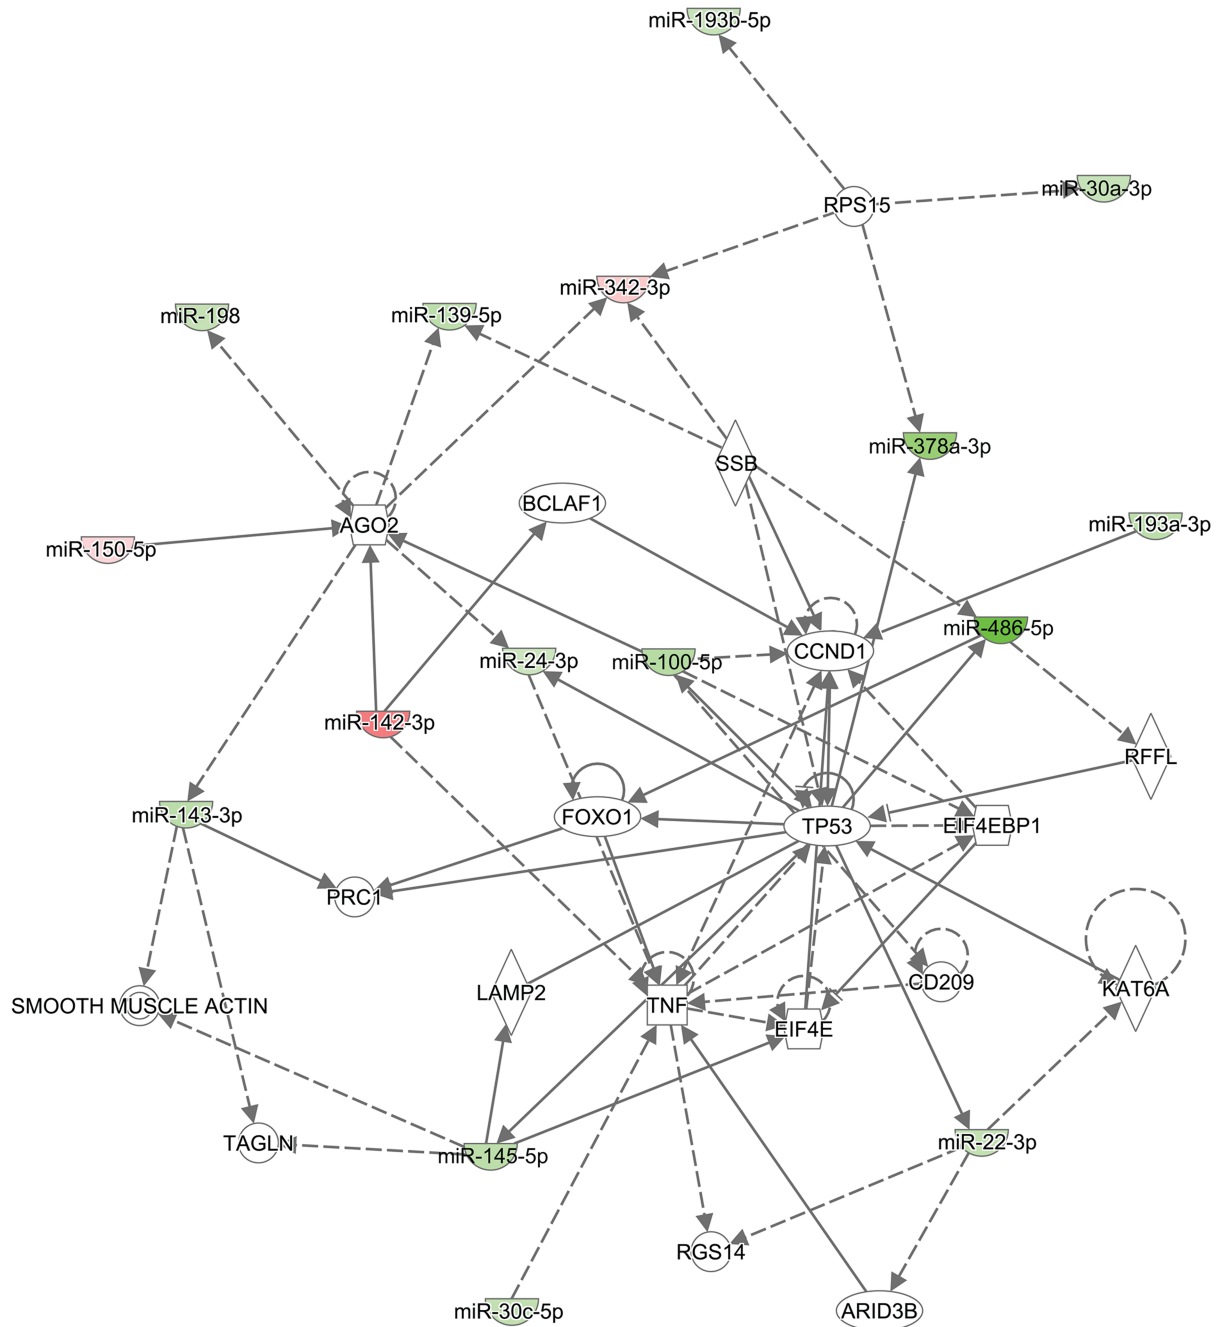 miR-193b-5p
miR-30a-3p
RPS15
miR-342-3p
miR-198
miR-139-5p
miR-378a-3p
SSB
BCLAF1
AGO2
miR-193a-3p
miR-150-5p
miR-486-5p
CCND1
miR-24-3p
miR-100-5p
miR-142-3p
RFFL
miR-143-3p
FOXO1
TP53
EIF4EBP1
PRC1
CD209
KAT6A
LAMP2
SMOOTH MUSCLE ACTIN
TNF
EIF4E
TAGLN
miR-22-3p
miR-145-5p
RGS14
miR-30c-5p
ARID3B